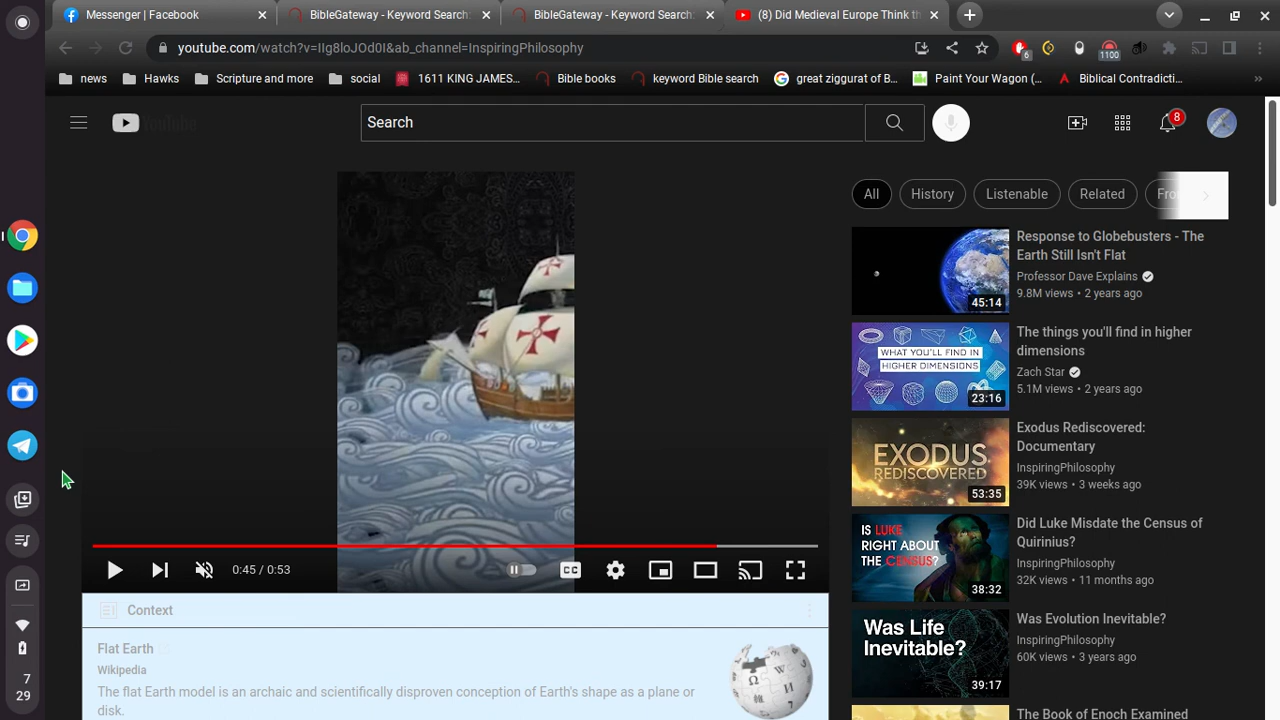 Messenger | Facebook
BibleGateway - Keyword Search:
BibleGateway - Keyword Search:
(8) Did Medieval Europe Think th
youtube.com/watch?v=IIg8loJOd0I&ab_channel=InspiringPhilosophy
6
1100
news
Hawks
Scripture and more
social
1611 KING JAMES...
Bible books
keyword Bible search
great ziggurat of B...
Paint Your Wagon (...
Biblical Contradicti...
»
YouTube
Search
8
All
History
Listenable
Related
Fro
Response to Globebusters - The
Earth Still Isn't Flat
Professor Dave Explains
9.8M views • 2 years ago
45:14
The things you'll find in higher
dimensions
Zach Star
5.1M views • 2 years ago
WHAT YOU'LL FIND IN
HIGHER DIMENSIONS
23:16
Exodus Rediscovered:
Documentary
InspiringPhilosophy
39K views • 3 weeks ago
EXODUS
REDISCOVERED
53:35
Did Luke Misdate the Census of
Quirinius?
InspiringPhilosophy
32K views • 11 months ago
IS LUKE
RIGHT ABOUT
THE CENSUS?
38:32
Was Evolution Inevitable?
InspiringPhilosophy
60K views • 3 years ago
Was Life
Inevitable?
39:17
The Book of Enoch Examined
0:45 / 0:53
CC
Context
Flat Earth
Wikipedia
The flat Earth model is an archaic and scientifically disproven conception of Earth's shape as a plane or
disk.
7
29